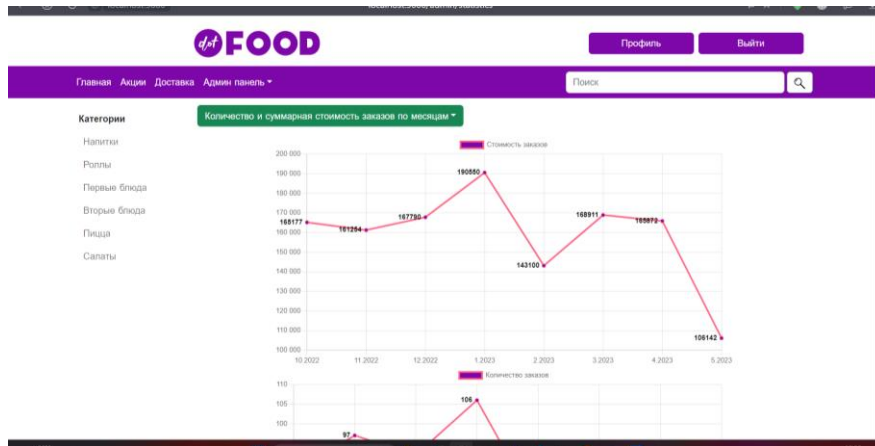 dot FOOD
Профиль
Выйти
Главная Акции Доставка Админ панель
Поиск
Категории
Напитки
Роллы
Первые блюда
Вторые блюда
Пицца
Салаты
Количество и суммарная стоимость заказов по месяцам
Стоимость заказов
200 000
190 000
180 000
170 000
160 000
150 000
140 000
130 000
120 000
110 000
100 000
161254
167790
190550
143100
168911
165872
106142
10.2022 11.2022 12.2022 1.2023 2.2023 3.2023 4.2023 5.2023
Количество заказов
110
105
100
97
106